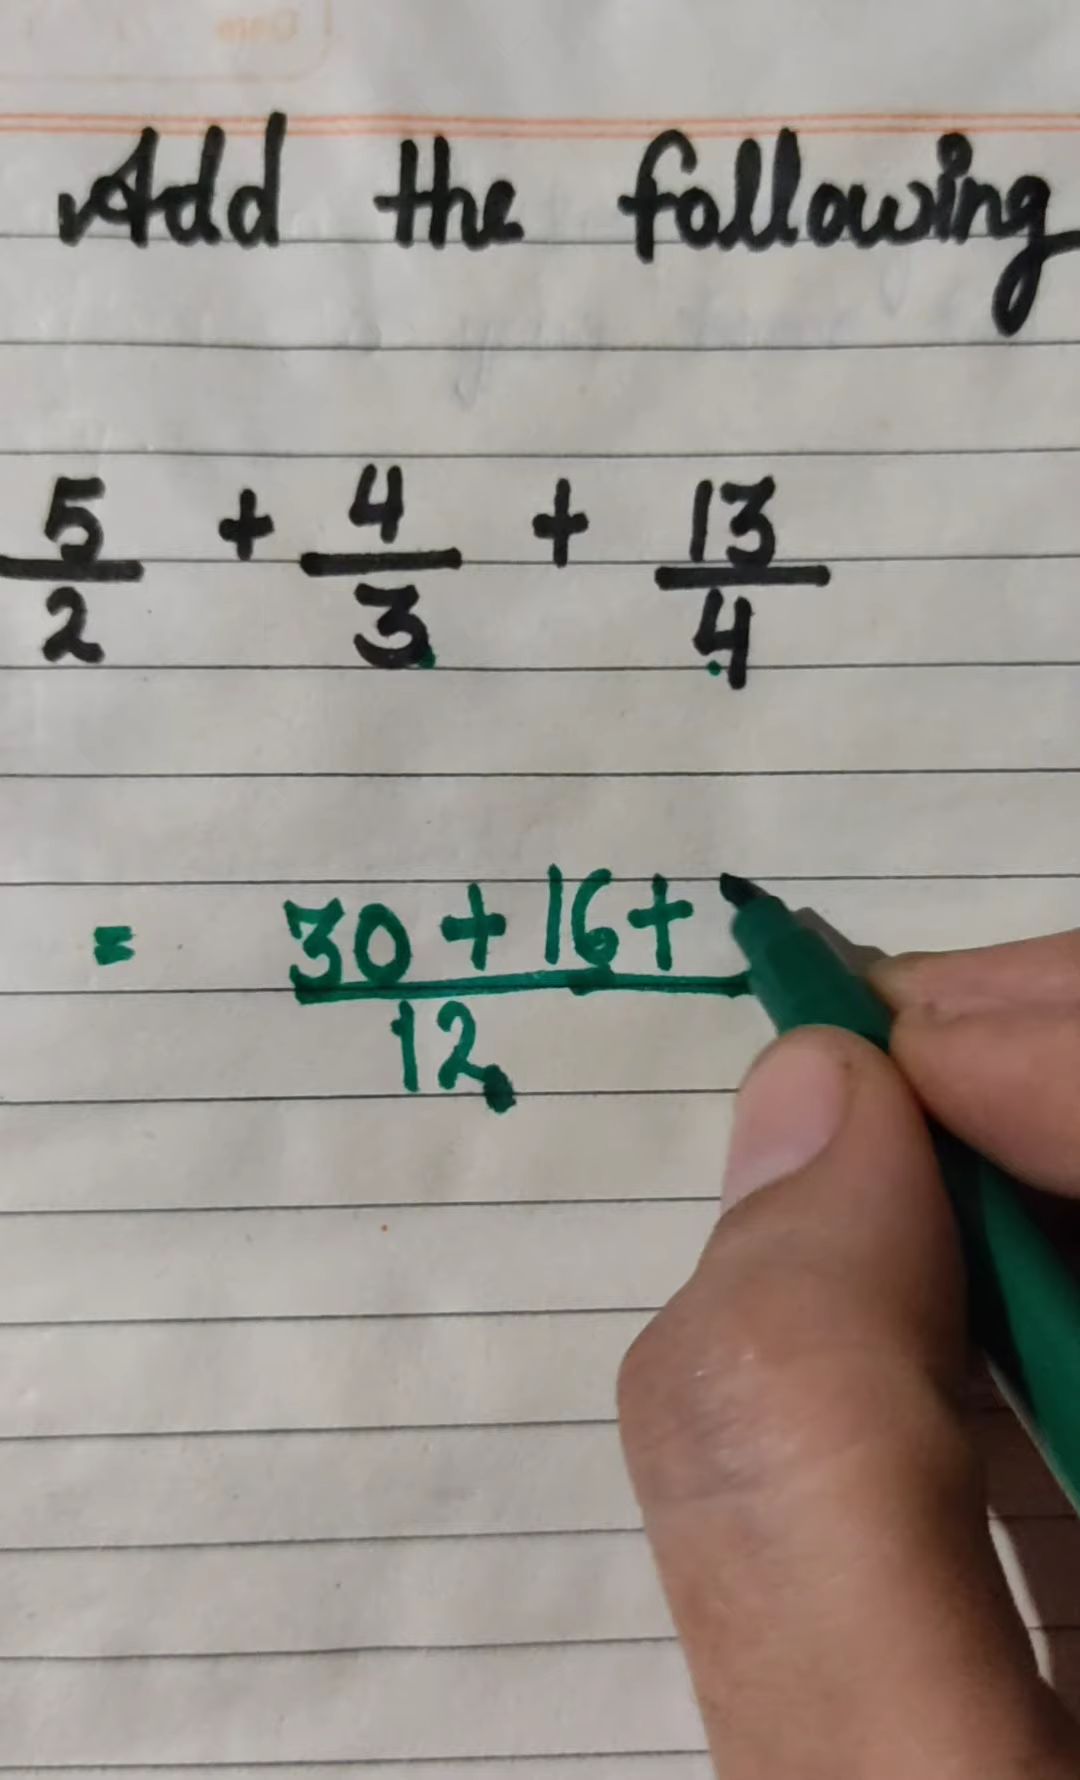 Add the following
5/2 + 4/3 + 13/4
= 30 + 16 +
12